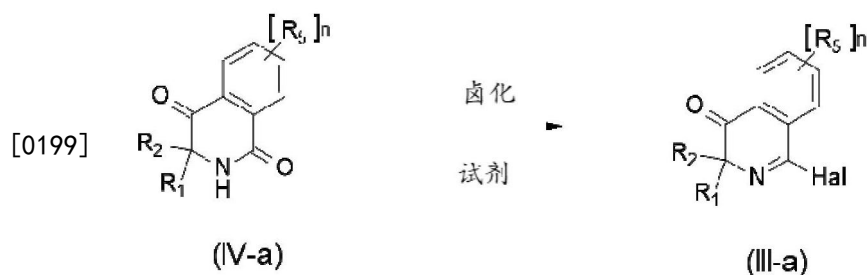 [R5]n [R5]n
O 卤化 O
[0199] R2 R1 N H O 试剂 R2 R1 N Hal
(IV-a) (III-a)